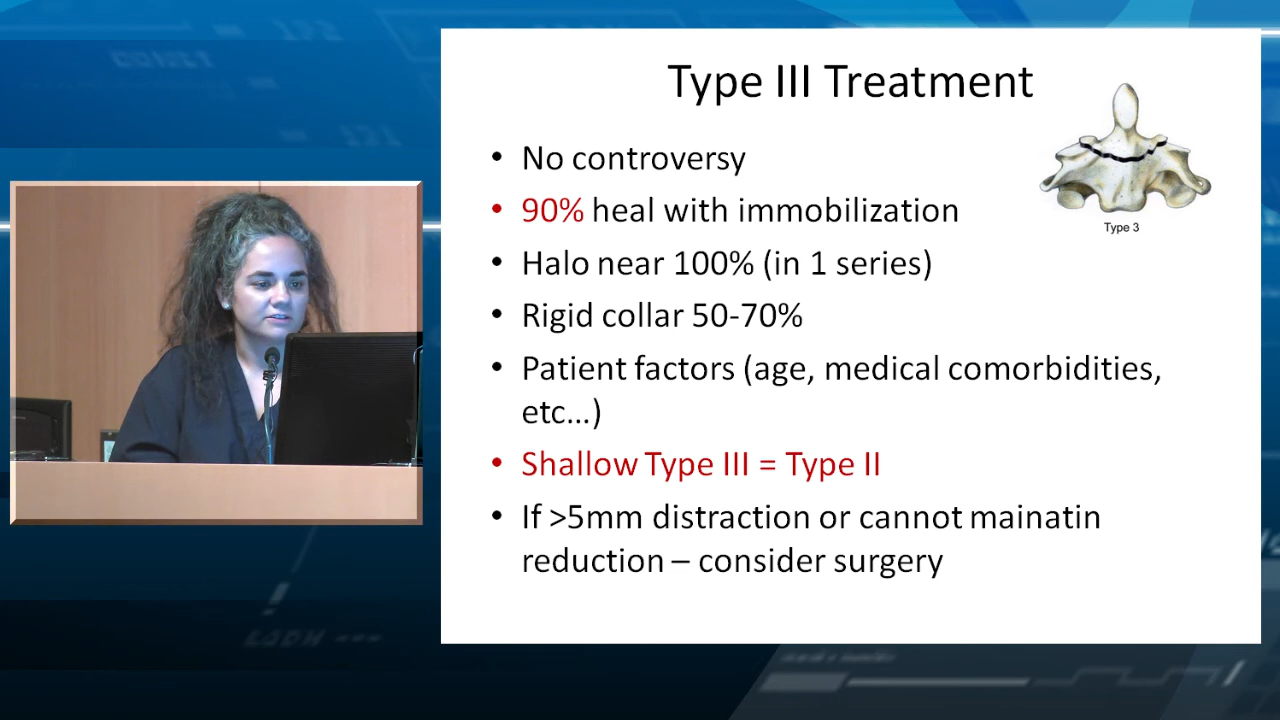 Type III Treatment
• No controversy
• 90% heal with immobilization
• Halo near 100% (in 1 series)
• Rigid collar 50-70%
• Patient factors (age, medical comorbidities,
etc...)
• Shallow Type III = Type II
• If >5mm distraction or cannot mainatin
reduction – consider surgery
Type 3